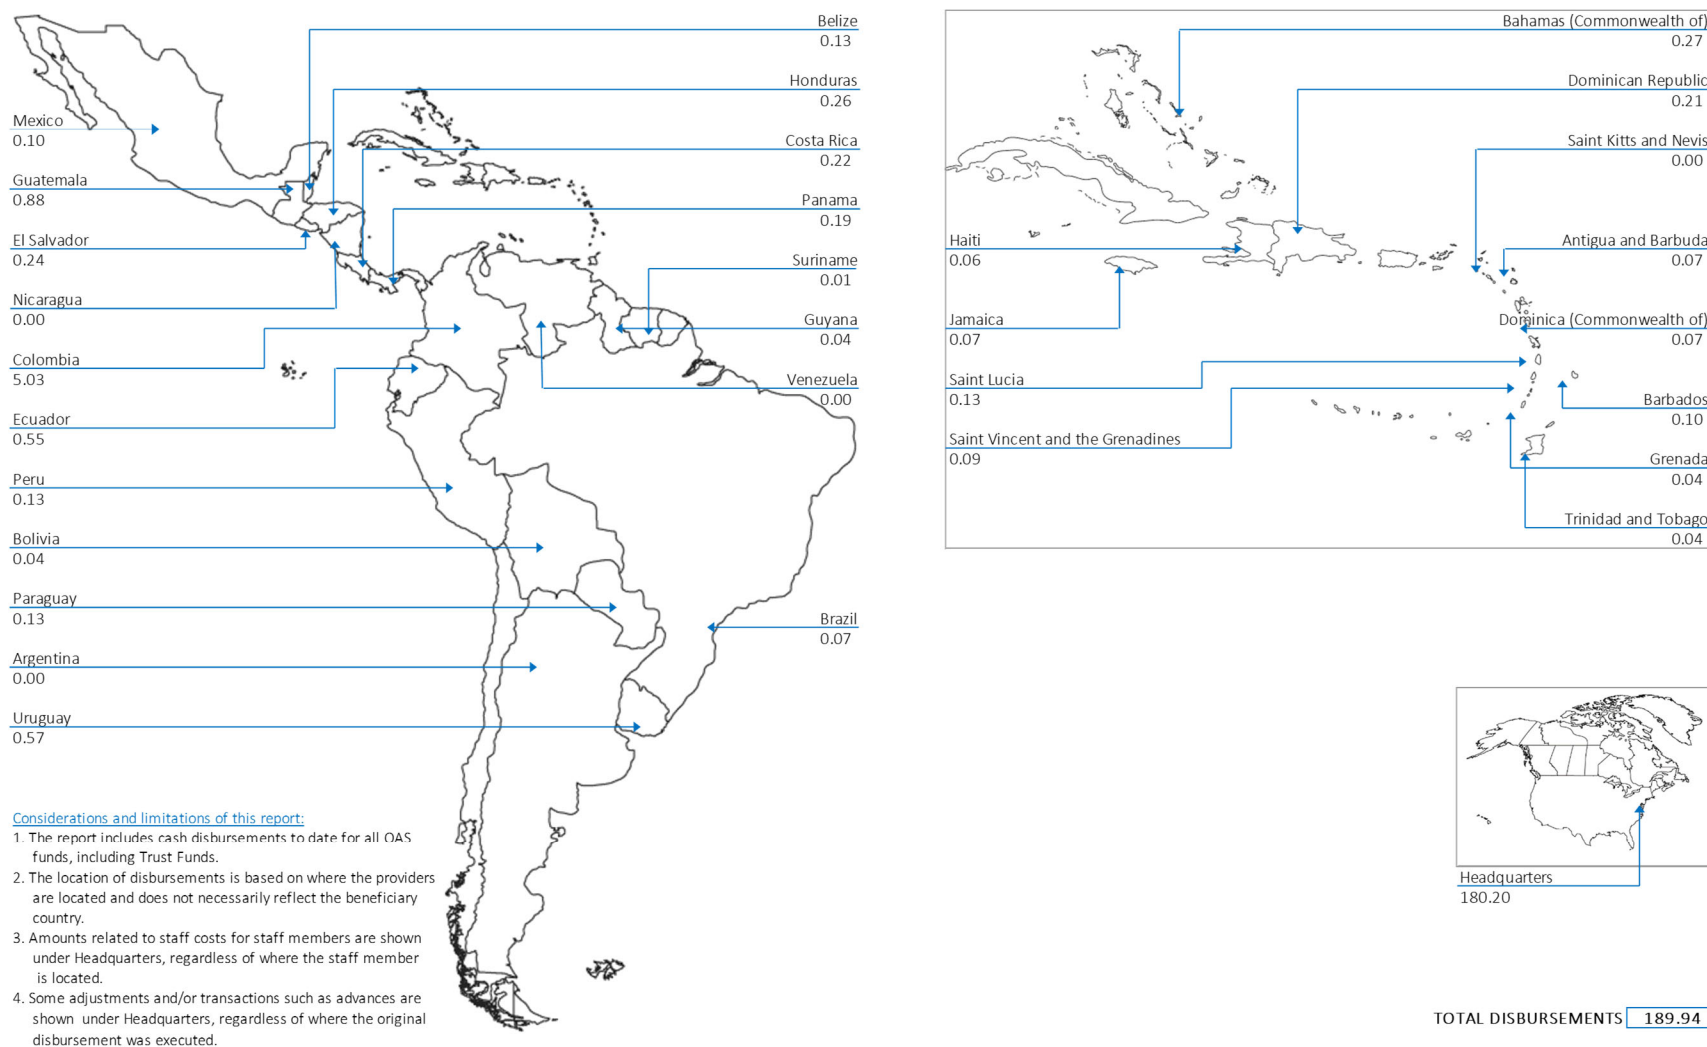 Belize
0.13
Honduras
0.26
Mexico
0.10
Costa Rica
0.22
Guatemala
0.88
Panama
0.19
El Salvador
0.24
Suriname
0.01
Nicaragua
0.00
Guyana
0.04
Colombia
5.03
Venezuela
0.00
Ecuador
0.55
Peru
0.13
Bolivia
0.04
Paraguay
0.13
Brazil
0.07
Argentina
0.00
Uruguay
0.57
Considerations and limitations of this report:
1. The report includes cash disbursements to date for all OAS
funds, including Trust Funds.
2. The location of disbursements is based on where the providers
are located and does not necessarily reflect the beneficiary
country.
3. Amounts related to staff costs for staff members are shown
under Headquarters, regardless of where the staff member
is located.
4. Some adjustments and/or transactions such as advances are
shown under Headquarters, regardless of where the original
disbursement was executed.
Bahamas (Commonwealth of)
0.27
Dominican Republic
0.21
Saint Kitts and Nevis
0.00
Haiti
0.06
Antigua and Barbuda
0.07
Jamaica
0.07
Dominica (Commonwealth of)
0.07
Saint Lucia
0.13
Barbados
0.10
Saint Vincent and the Grenadines
0.09
Grenada
0.04
Trinidad and Tobago
0.04
Headquarters
180.20
TOTAL DISBURSEMENTS 189.94